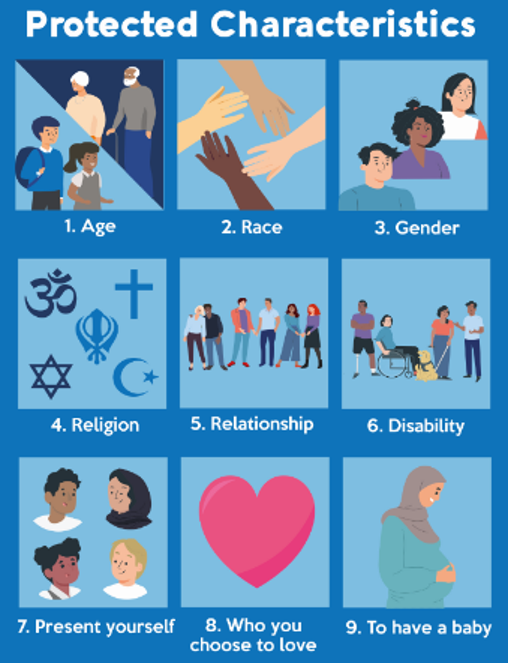 Protected Characteristics
1. Age
2. Race
3. Gender
4. Religion
5. Relationship
6. Disability
7. Present yourself
8. Who you
choose to love
9. To have a baby